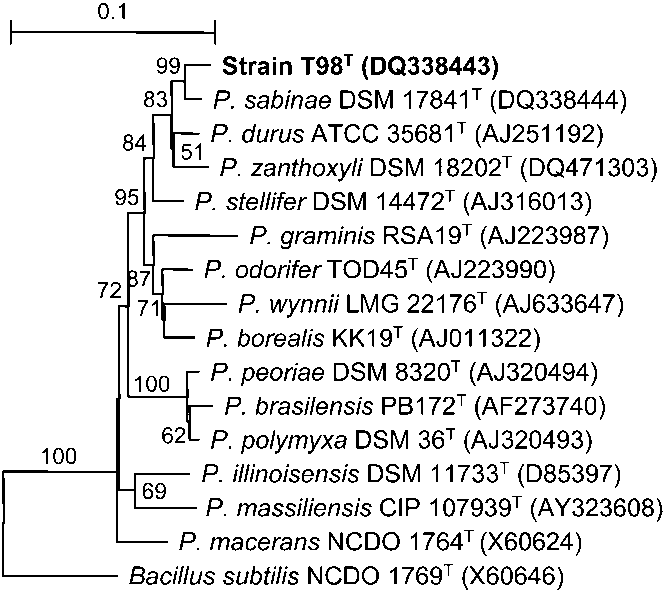 0.1
99
Strain T98ᵀ (DQ338443)
P. sabinae DSM 17841ᵀ (DQ338444)
83
P. durus ATCC 35681ᵀ (AJ251192)
84
51
P. zanthoxyli DSM 18202ᵀ (DQ471303)
95
P. stellifer DSM 14472ᵀ (AJ316013)
P. graminis RSA19ᵀ (AJ223987)
87
P. odorifer TOD45ᵀ (AJ223990)
72
71
P. wynnii LMG 22176ᵀ (AJ633647)
P. borealis KK19ᵀ (AJ011322)
P. peoriae DSM 8320ᵀ (AJ320494)
100
P. brasilensis PB172ᵀ (AF273740)
62
P. polymyxa DSM 36ᵀ (AJ320493)
100
P. illinoisensis DSM 11733ᵀ (D85397)
69
P. massiliensis CIP 107939ᵀ (AY323608)
P. macerans NCDO 1764ᵀ (X60624)
Bacillus subtilis NCDO 1769ᵀ (X60646)